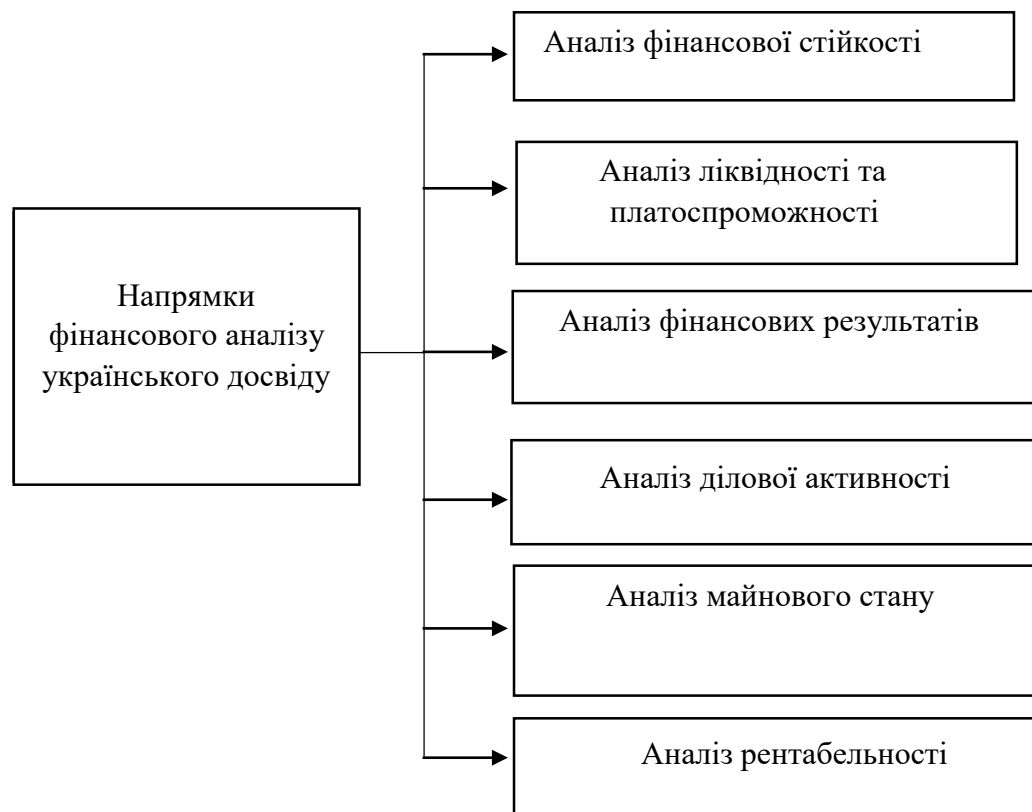 Напрямки
фінансового аналізу
українського досвіду
Аналіз фінансової стійкості
Аналіз ліквідності та
платоспроможності
Аналіз фінансових результатів
Аналіз ділової активності
Аналіз майнового стану
Аналіз рентабельності